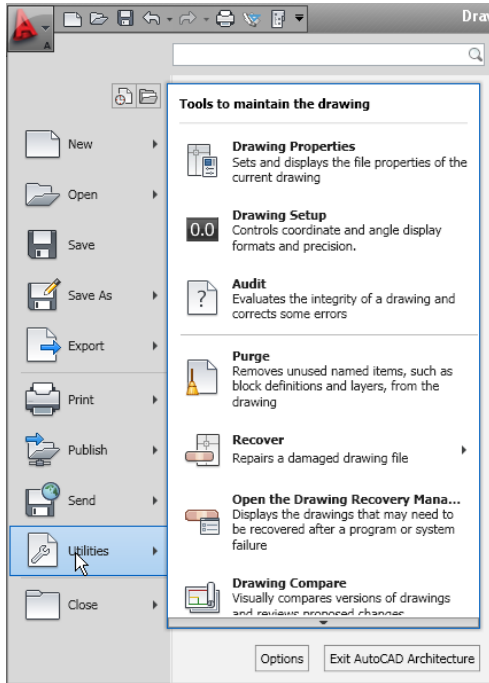 Dra
A
Tools to maintain the drawing
New
Open
Save
Save As
Export
Print
Publish
Send
Utilities
Close
Drawing Properties
Sets and displays the file properties of the
current drawing
0.0
Drawing Setup
Controls coordinate and angle display
formats and precision.
?
Audit
Evaluates the integrity of a drawing and
corrects some errors
Purge
Removes unused named items, such as
block definitions and layers, from the
drawing
Recover
Repairs a damaged drawing file
Open the Drawing Recovery Mana...
Displays the drawings that may need to
be recovered after a program or system
failure
Drawing Compare
Visually compares versions of drawings
and reviews proposed changes
Options
Exit AutoCAD Architecture